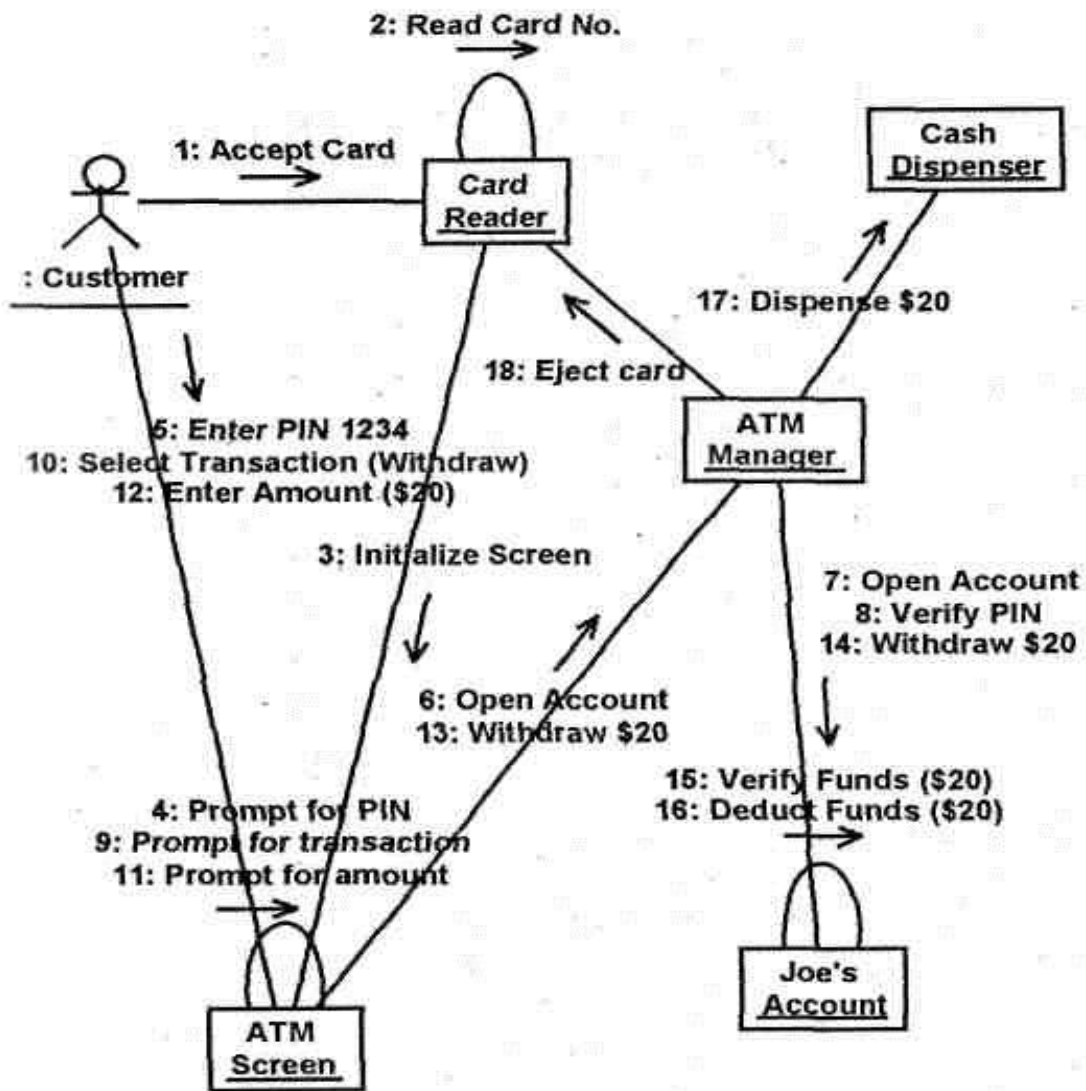 2: Read Card No.
1: Accept Card
Card
Reader
Cash
Dispenser
: Customer
17: Dispense $20
18: Eject card
ATM
Manager
5: Enter PIN 1234
10: Select Transaction (Withdraw)
12: Enter Amount ($20)
3: Initialize Screen
7: Open Account
8: Verify PIN
14: Withdraw $20
6: Open Account
13: Withdraw $20
15: Verify Funds ($20)
16: Deduct Funds ($20)
4: Prompt for PIN
9: Prompt for transaction
11: Prompt for amount
Joe's
Account
ATM
Screen